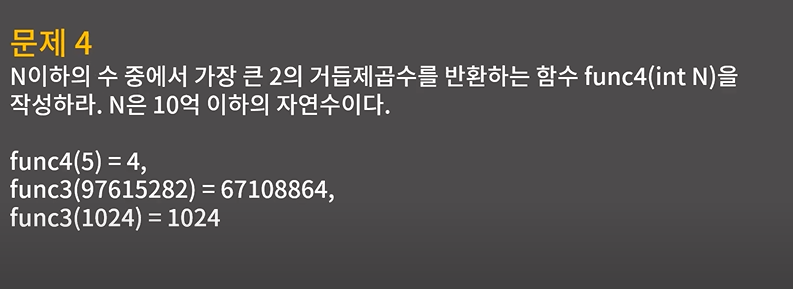 문제 4
N이하의 수 중에서 가장 큰 2의 거듭제곱수를 반환하는 함수 func4(int N)을
작성하라. N은 10억 이하의 자연수이다.
func4(5) = 4,
func3(97615282) = 67108864,
func3(1024) = 1024